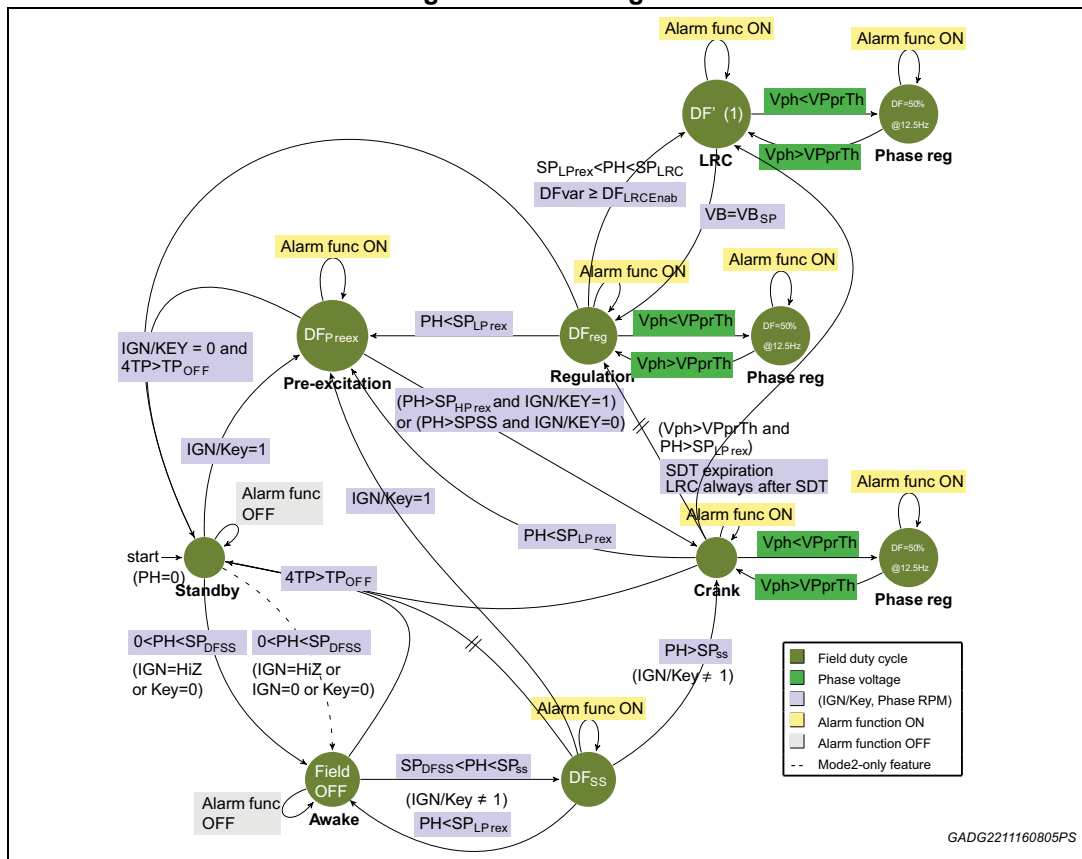 Alarm func ON
Alarm func ON
DF' (1)
Vph<VPprTh
DF=50%
@12.5Hz
Vph>VPprTh
LRC
Phase reg
SPLPrex<PH<SPLRC
DFvar ≥ DFLRCEnab
VB=VBSP
Alarm func ON
Alarm func ON
Alarm func ON
DFPreex
PH<SPLPrex
DFreg
Vph<VPprTh
DF=50%
@12.5Hz
Vph>VPprTh
IGN/KEY = 0 and
4TP>TPOFF
Pre-excitation
Regulation
Phase reg
(PH>SPHPrex and IGN/KEY=1)
or (PH>SPSS and IGN/KEY=0)
(Vph>VPprTh and
PH>SPLPrex)
IGN/Key=1
SDT expiration
LRC always after SDT
IGN/Key=1
Alarm func
OFF
Alarm func ON
Alarm func ON
PH<SPLPrex
start
(PH=0)
Standby
4TP>TPOFF
Vph<VPprTh
DF=50%
@12.5Hz
Vph>VPprTh
Crank
Phase reg
0<PH<SPDFSS
(IGN=HiZ
or Key=0)
0<PH<SPDFSS
(IGN=HiZ or
IGN=0 or Key=0)
PH>SPss
(IGN/Key ≠ 1)
Alarm func ON
Field
OFF
SPDFSS<PH<SPss
(IGN/Key ≠ 1)
DFSS
Alarm func
OFF
Awake
PH<SPLPrex
Field duty cycle
Phase voltage
(IGN/Key, Phase RPM)
Alarm function ON
Alarm function OFF
-- Mode2-only feature
GADG2211160805PS